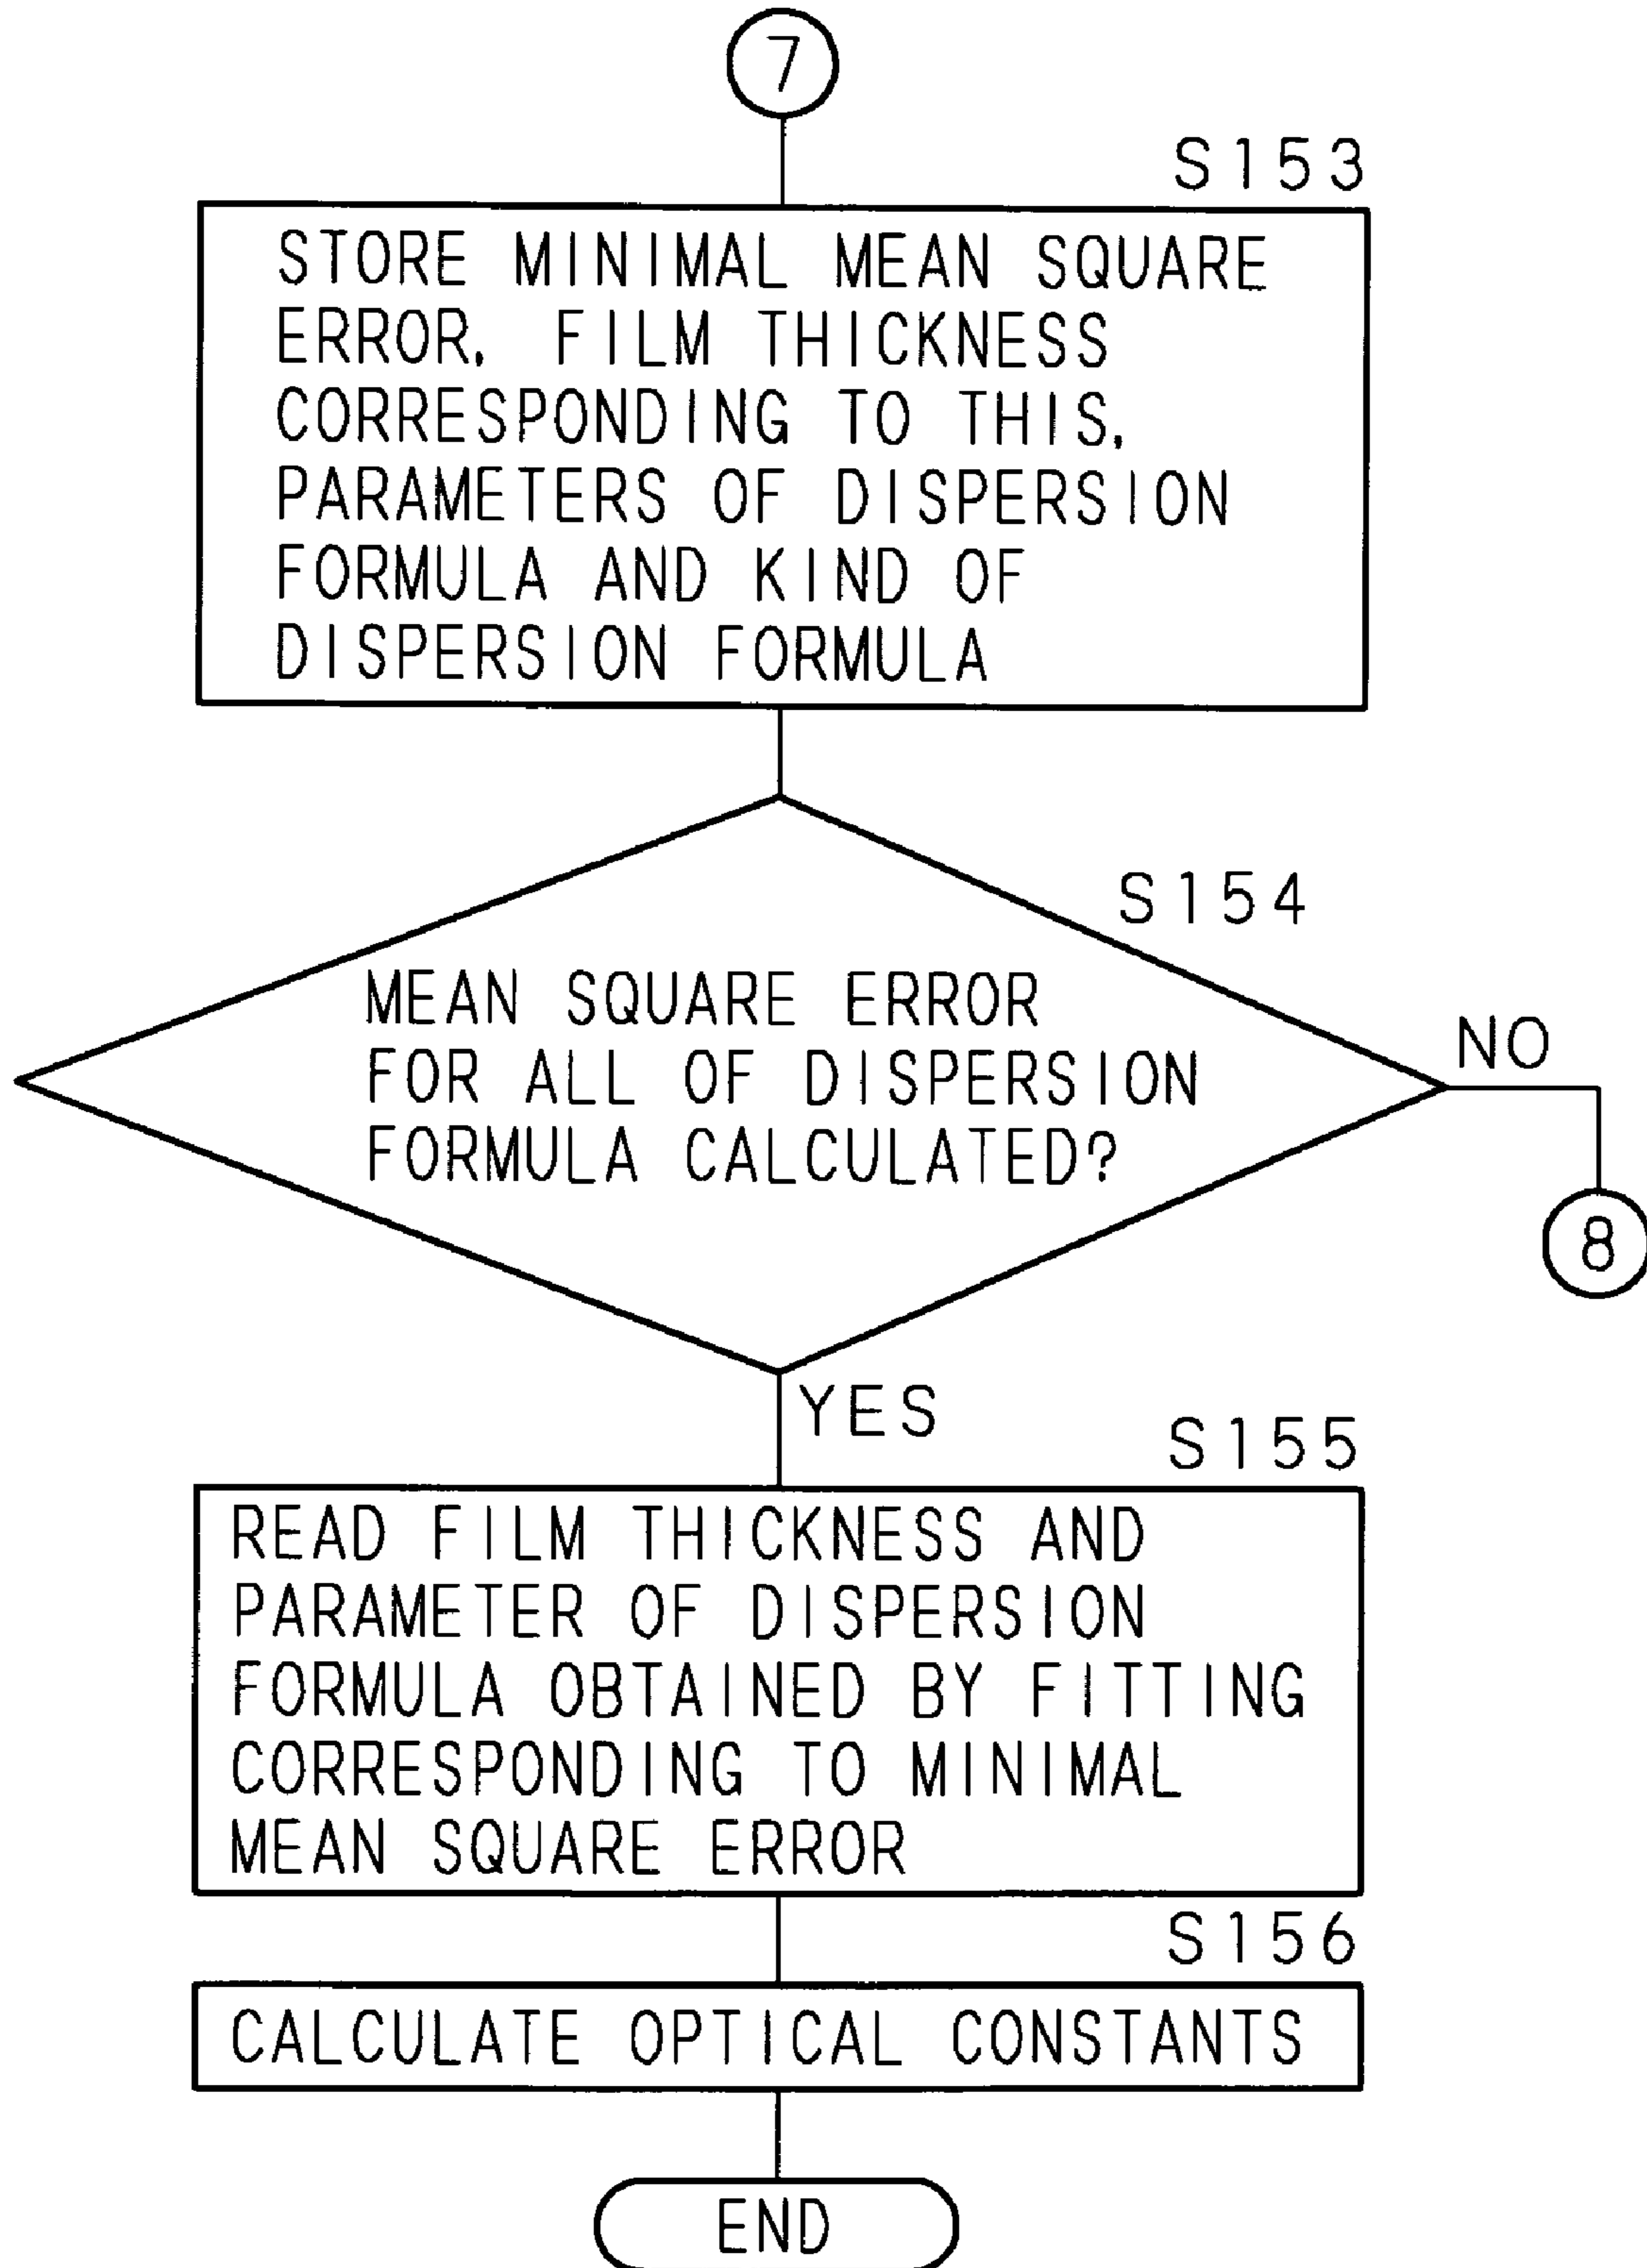 7
S153
STORE MINIMAL MEAN SQUARE
ERROR, FILM THICKNESS
CORRESPONDING TO THIS,
PARAMETERS OF DISPERSION
FORMULA AND KIND OF
DISPERSION FORMULA
S154
MEAN SQUARE ERROR
FOR ALL OF DISPERSION
FORMULA CALCULATED?
NO
8
YES
S155
READ FILM THICKNESS AND
PARAMETER OF DISPERSION
FORMULA OBTAINED BY FITTING
CORRESPONDING TO MINIMAL
MEAN SQUARE ERROR
S156
CALCULATE OPTICAL CONSTANTS
END